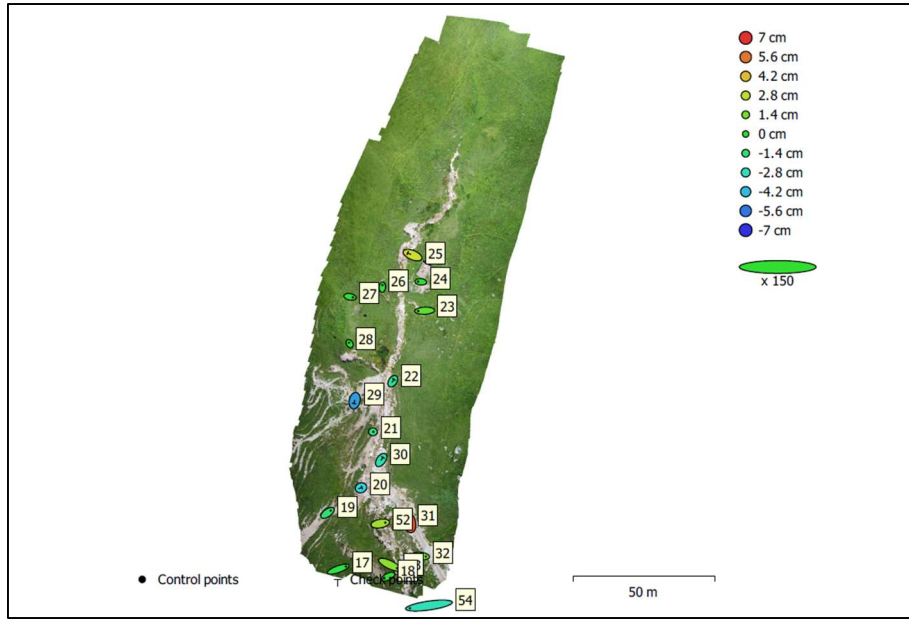 7 cm
5.6 cm
4.2 cm
2.8 cm
1.4 cm
0 cm
-1.4 cm
-2.8 cm
-4.2 cm
-5.6 cm
-7 cm
x 150
25
26
24
27
23
28
22
29
21
30
20
19
52
31
32
17
18
54
Control points
Check points
50 m